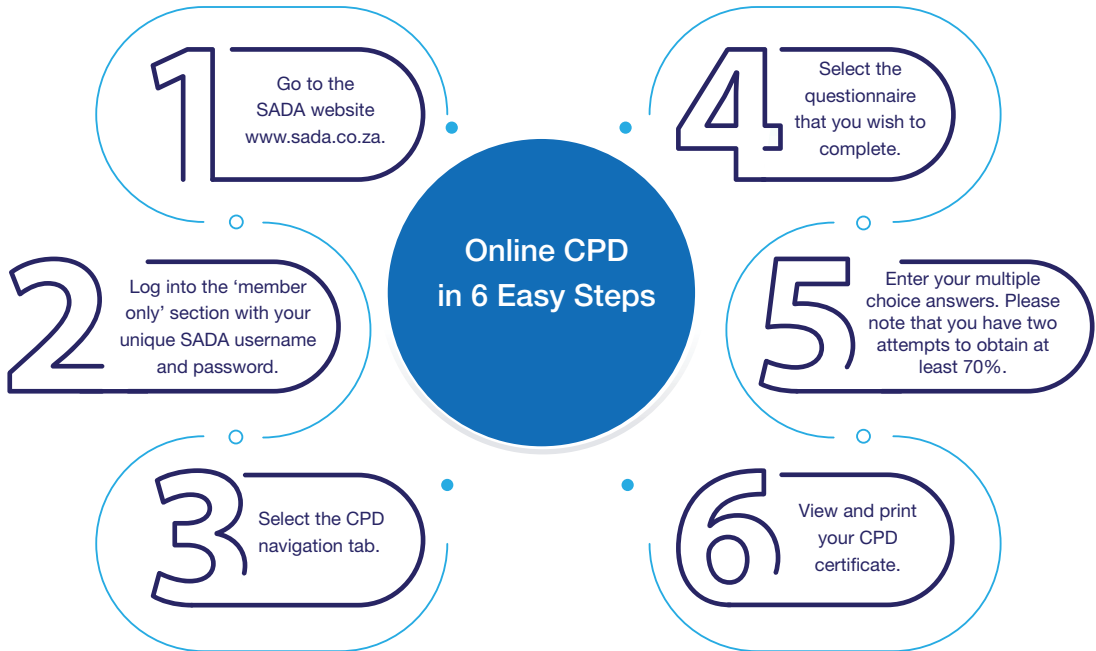 Online CPD
in 6 Easy Steps
1
Go to the
SADA website
www.sada.co.za.
2
Log into the ‘member
only’ section with your
unique SADA username
and password.
3
Select the CPD
navigation tab.
4
Select the
questionnaire
that you wish to
complete.
5
Enter your multiple
choice answers. Please
note that you have two
attempts to obtain at
least 70%.
6
View and print
your CPD
certificate.